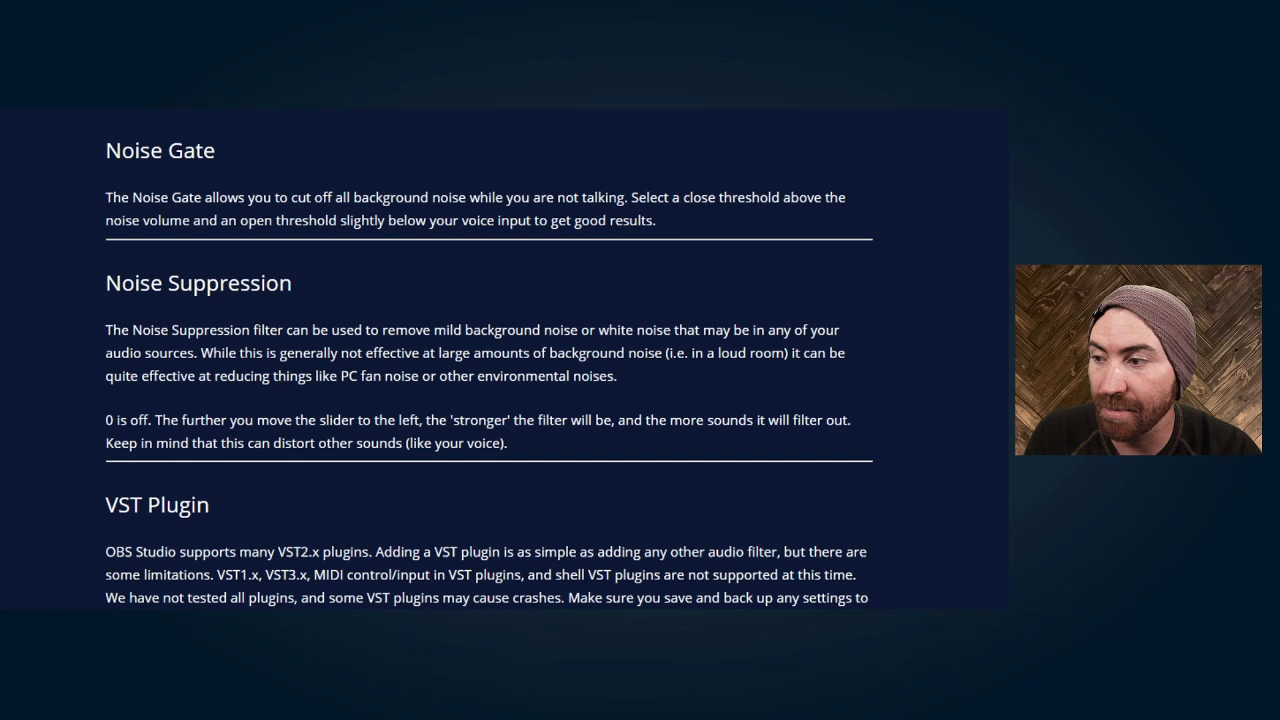 Noise Gate
The Noise Gate allows you to cut off all background noise while you are not talking. Select a close threshold above the
noise volume and an open threshold slightly below your voice input to get good results.
Noise Suppression
The Noise Suppression filter can be used to remove mild background noise or white noise that may be in any of your
audio sources. While this is generally not effective at large amounts of background noise (i.e. in a loud room) it can be
quite effective at reducing things like PC fan noise or other environmental noises.
0 is off. The further you move the slider to the left, the 'stronger' the filter will be, and the more sounds it will filter out.
Keep in mind that this can distort other sounds (like your voice).
VST Plugin
OBS Studio supports many VST2.x plugins. Adding a VST plugin is as simple as adding any other audio filter, but there are
some limitations. VST1.x, VST3.x, MIDI control/input in VST plugins, and shell VST plugins are not supported at this time.
We have not tested all plugins, and some VST plugins may cause crashes. Make sure you save and back up any settings to